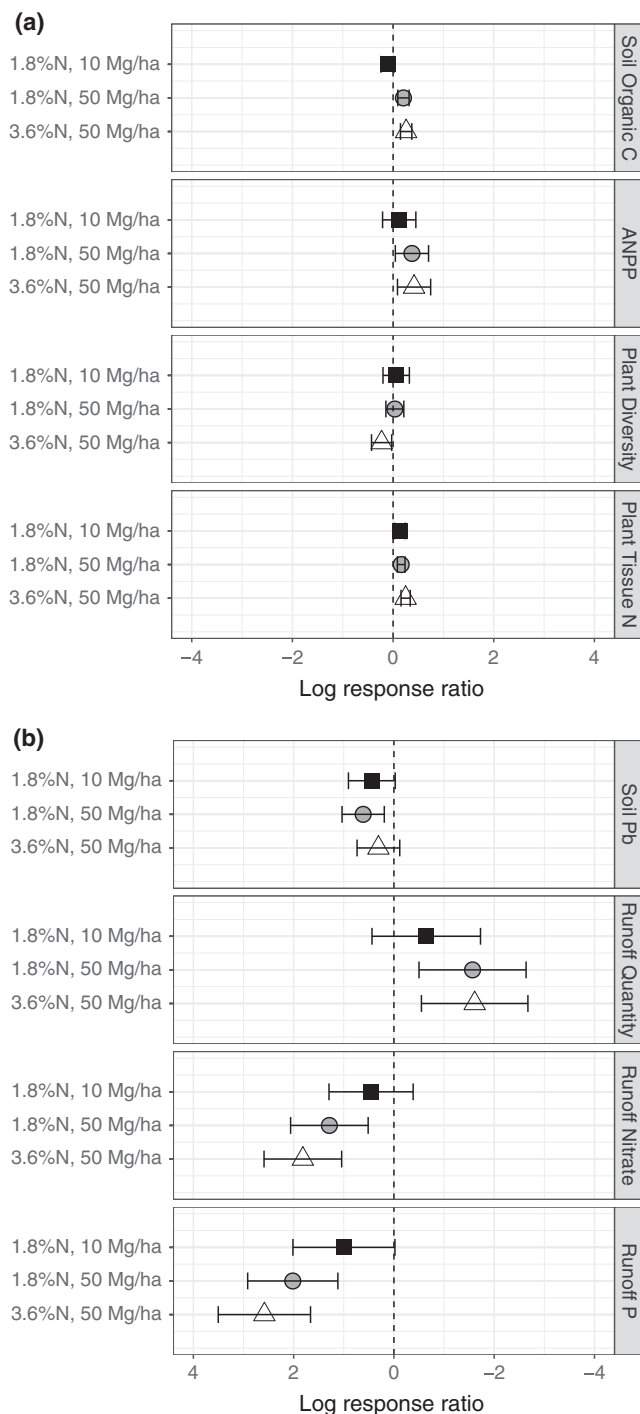 (a)
1.8%N, 10 Mg/ha
1.8%N, 50 Mg/ha
3.6%N, 50 Mg/ha
Soil Organic C
1.8%N, 10 Mg/ha
1.8%N, 50 Mg/ha
3.6%N, 50 Mg/ha
ANPP
1.8%N, 10 Mg/ha
1.8%N, 50 Mg/ha
3.6%N, 50 Mg/ha
Plant Diversity
1.8%N, 10 Mg/ha
1.8%N, 50 Mg/ha
3.6%N, 50 Mg/ha
Plant Tissue N
−4 −2 0 2 4
Log response ratio
(b)
1.8%N, 10 Mg/ha
1.8%N, 50 Mg/ha
3.6%N, 50 Mg/ha
Soil Pb
1.8%N, 10 Mg/ha
1.8%N, 50 Mg/ha
3.6%N, 50 Mg/ha
Runoff Quantity
1.8%N, 10 Mg/ha
1.8%N, 50 Mg/ha
3.6%N, 50 Mg/ha
Runoff Nitrate
1.8%N, 10 Mg/ha
1.8%N, 50 Mg/ha
3.6%N, 50 Mg/ha
Runoff P
4 2 0 −2 −4
Log response ratio